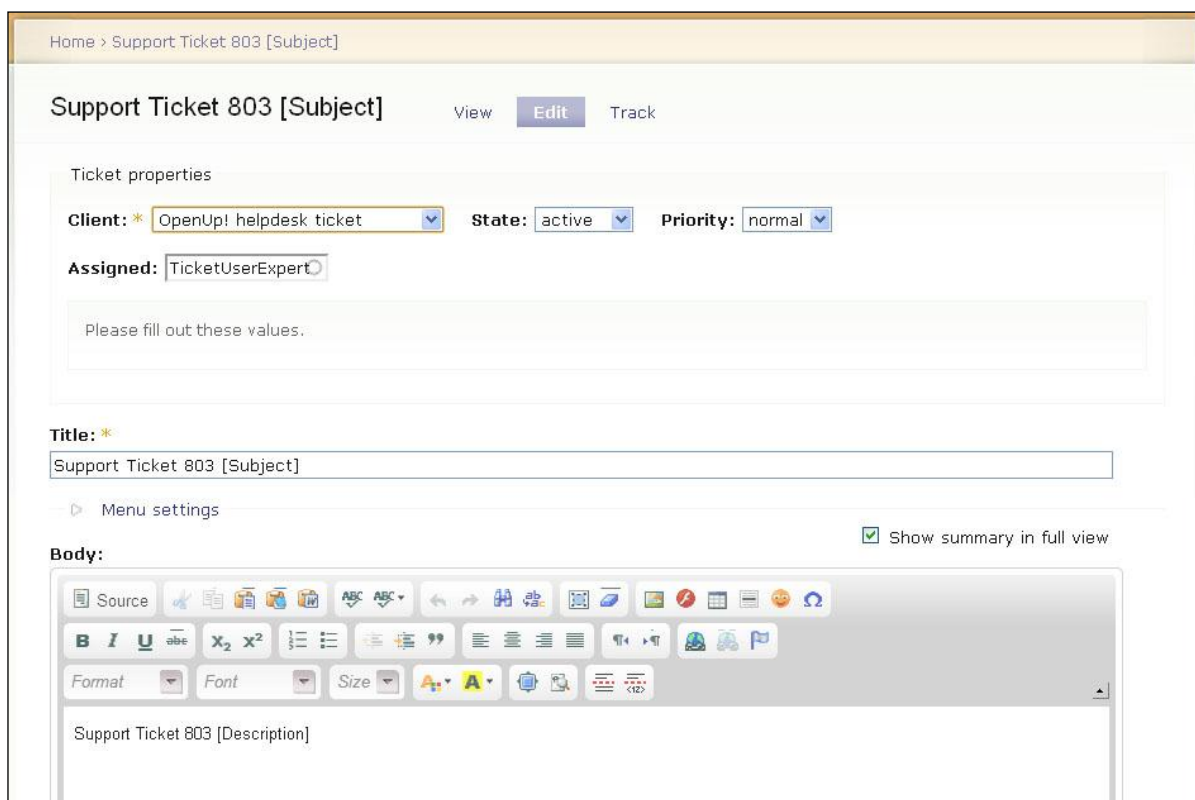 Home › Support Ticket 803 [Subject]
Support Ticket 803 [Subject] View Edit Track
Ticket properties
Client: * OpenUp! helpdesk ticket State: active Priority: normal
Assigned: TicketUserExpert
Please fill out these values.
Title: *
Support Ticket 803 [Subject]
Menu settings
Show summary in full view
Body:
Source ABC ABC
B I U abc X₂ X²
Format Font Size A A
Support Ticket 803 [Description]